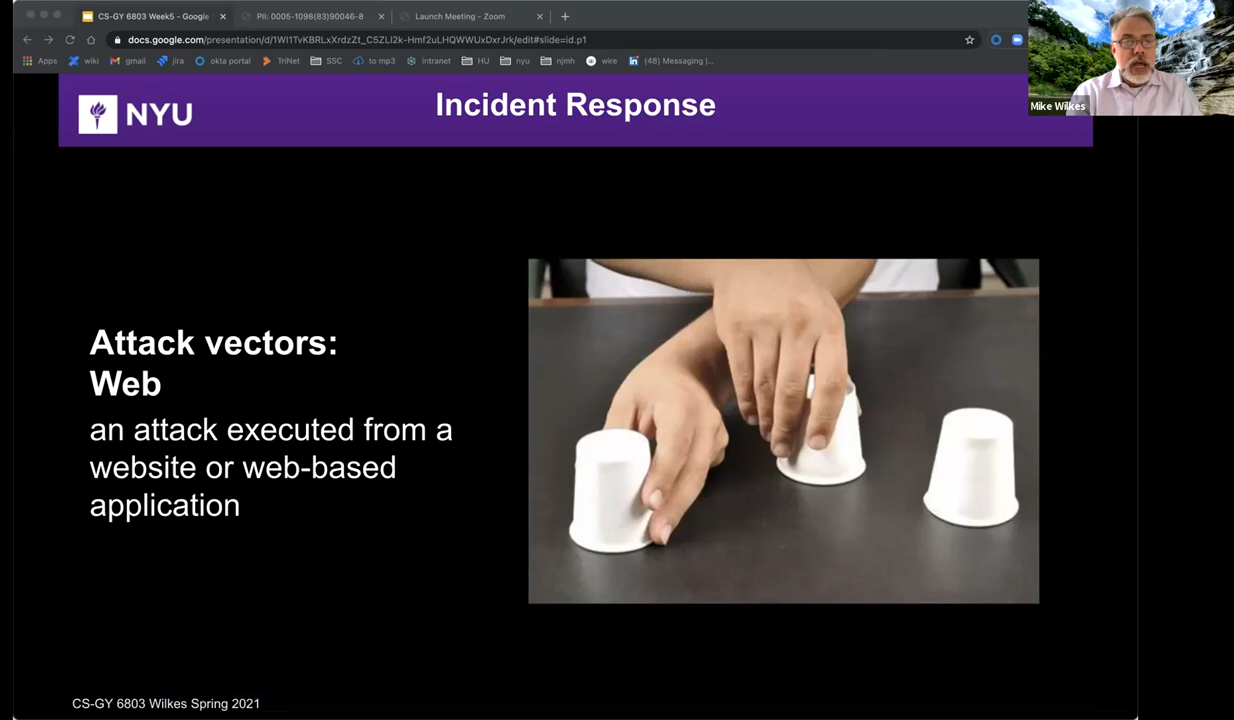 CS-GY 6803 Week5 - Google
PII: 0005-1098(83)90046-8
Launch Meeting - Zoom
docs.google.com/presentation/d/1WI1TvKBRLxXrdzZt_C5ZLI2k-Hmf2uLHQWWUxDxrJrk/edit#slide=id.p1
Apps wiki gmail jira okta portal TriNet SSC to mp3 intranet HU nyu njmh wire (48) Messaging |...
Mike Wilkes
NYU
Incident Response
Attack vectors:
Web
an attack executed from a
website or web-based
application
CS-GY 6803 Wilkes Spring 2021